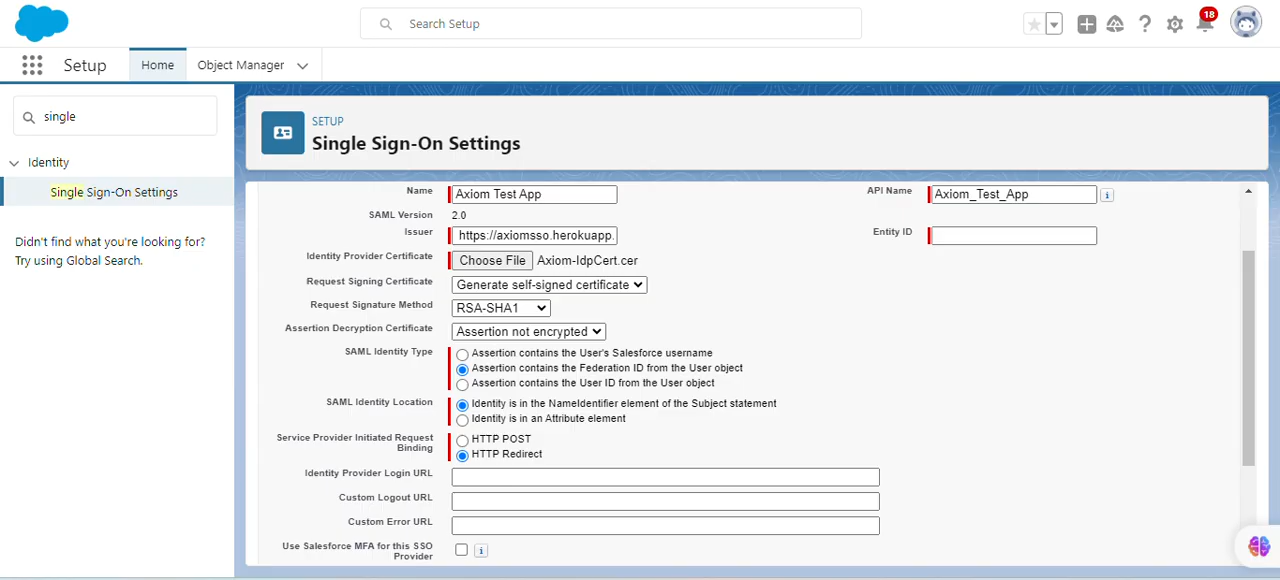 Search Setup
18
Setup
Home
Object Manager
single
Identity
Single Sign-On Settings
Didn't find what you're looking for?
Try using Global Search.
SETUP
Single Sign-On Settings
Name Axiom Test App API Name Axiom_Test_App i
SAML Version 2.0
Issuer https://axiomsso.herokuapp. Entity ID
Identity Provider Certificate Choose File Axiom-IdpCert.cer
Request Signing Certificate Generate self-signed certificate
Request Signature Method RSA-SHA1
Assertion Decryption Certificate Assertion not encrypted
SAML Identity Type Assertion contains the User's Salesforce username
Assertion contains the Federation ID from the User object
Assertion contains the User ID from the User object
SAML Identity Location Identity is in the NameIdentifier element of the Subject statement
Identity is in an Attribute element
Service Provider Initiated Request Binding HTTP POST
HTTP Redirect
Identity Provider Login URL
Custom Logout URL
Custom Error URL
Use Salesforce MFA for this SSO Provider i